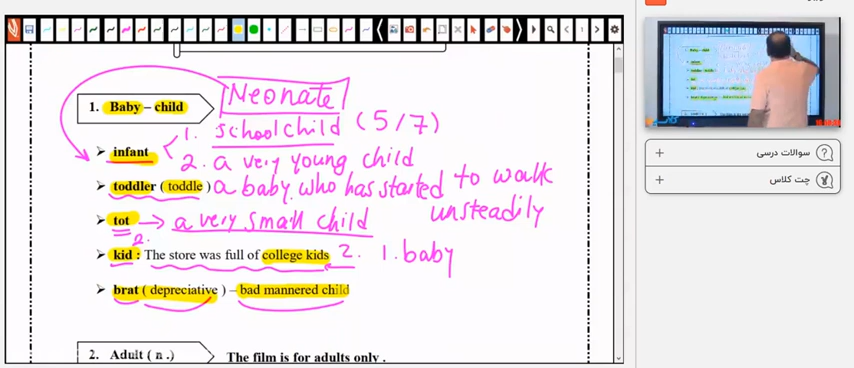 Neonate
1. Baby – child
1. school child (5/7)
infant
2. a very young child
toddler ( toddle ) a baby who has started to walk unsteadily
tot → a very small child
2.
kid : The store was full of college kids 2. 1. baby
brat ( depreciative ) – bad mannered child
2. Adult ( n. ) The film is for adults only .
سوالات درسی
چت کلاس